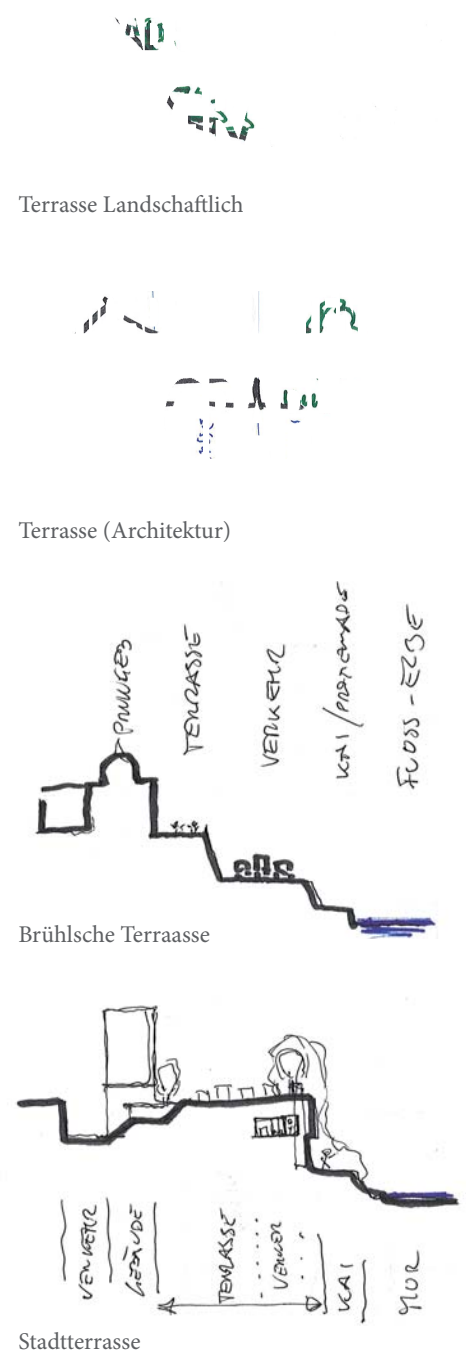 Terrasse Landschaftlich
Terrasse (Architektur)
TERRASSE
VERKEHR
KAI / PROMENADE
FLUSS - ELBE
Brühlsche Terraasse
VERKEHR
GEBÄUDE
TERRASSE
VERKEHR
KAI
MUR
Stadtterrasse